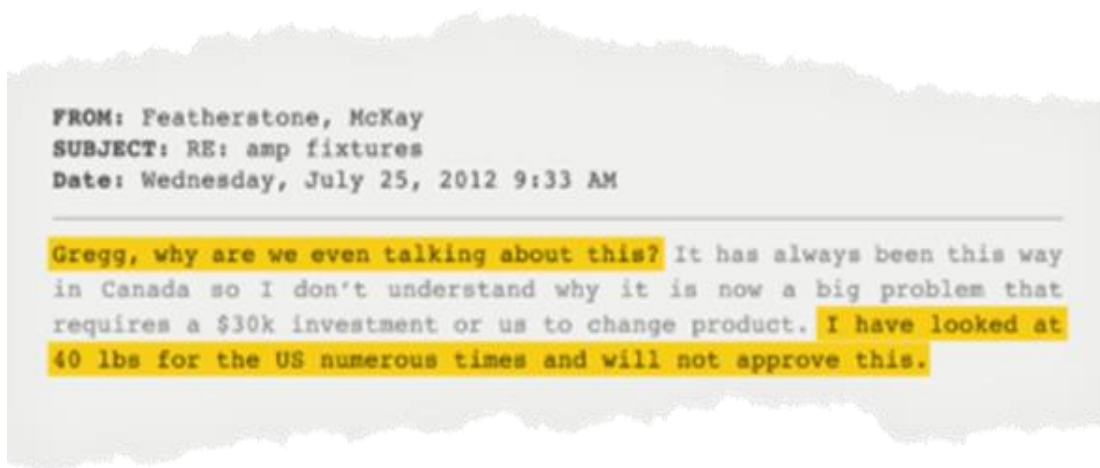 FROM: Featherstone, McKay
SUBJECT: RE: amp fixtures
Date: Wednesday, July 25, 2012 9:33 AM
Gregg, why are we even talking about this? It has always been this way
in Canada so I don't understand why it is now a big problem that
requires a $30k investment or us to change product. I have looked at
40 lbs for the US numerous times and will not approve this.